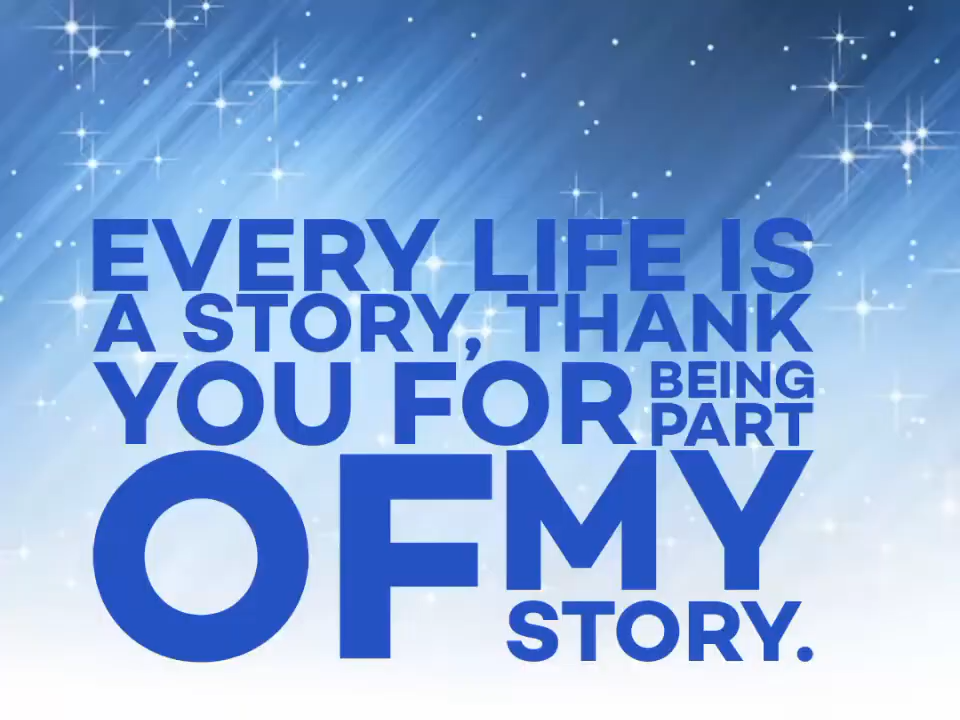 EVERY LIFE IS
A STORY, THANK
YOU FOR BEING
PART
OF MY
STORY.